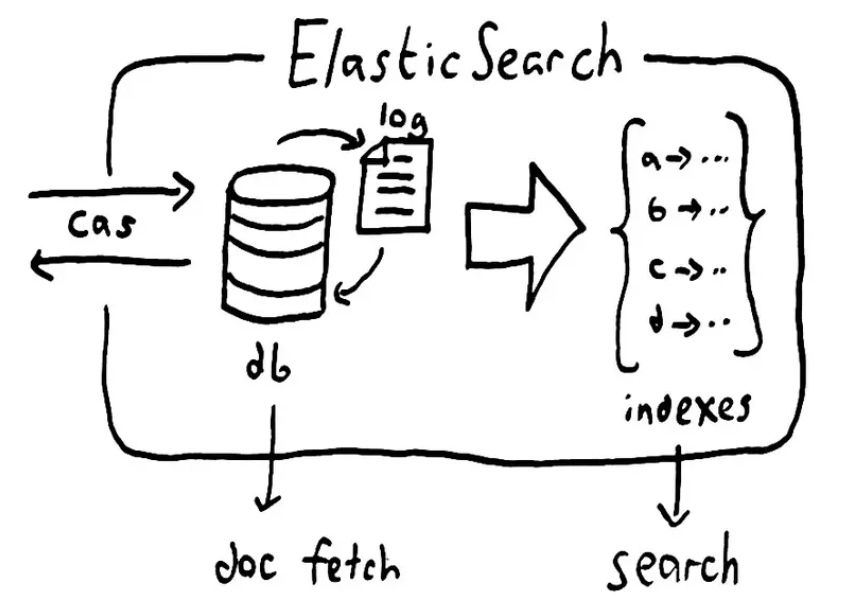 ElasticSearch
log
cas
db
a→...
b→..
c→..
d→..
indexes
doc fetch
search